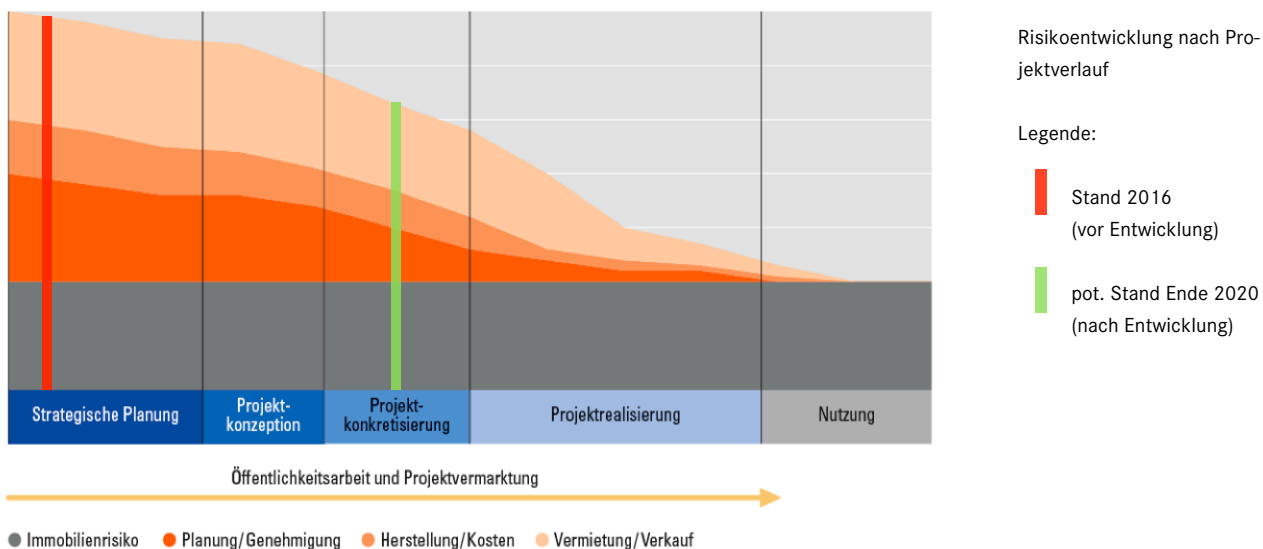 Risikoentwicklung nach Pro-
jektverlauf
Legende:
Stand 2016
(vor Entwicklung)
pot. Stand Ende 2020
(nach Entwicklung)
Strategische Planung
Projekt-
konzeption
Projekt-
konkretisierung
Projektrealisierung
Nutzung
Öffentlichkeitsarbeit und Projektvermarktung
Immobilienrisiko Planung/Genehmigung Herstellung/Kosten Vermietung/Verkauf